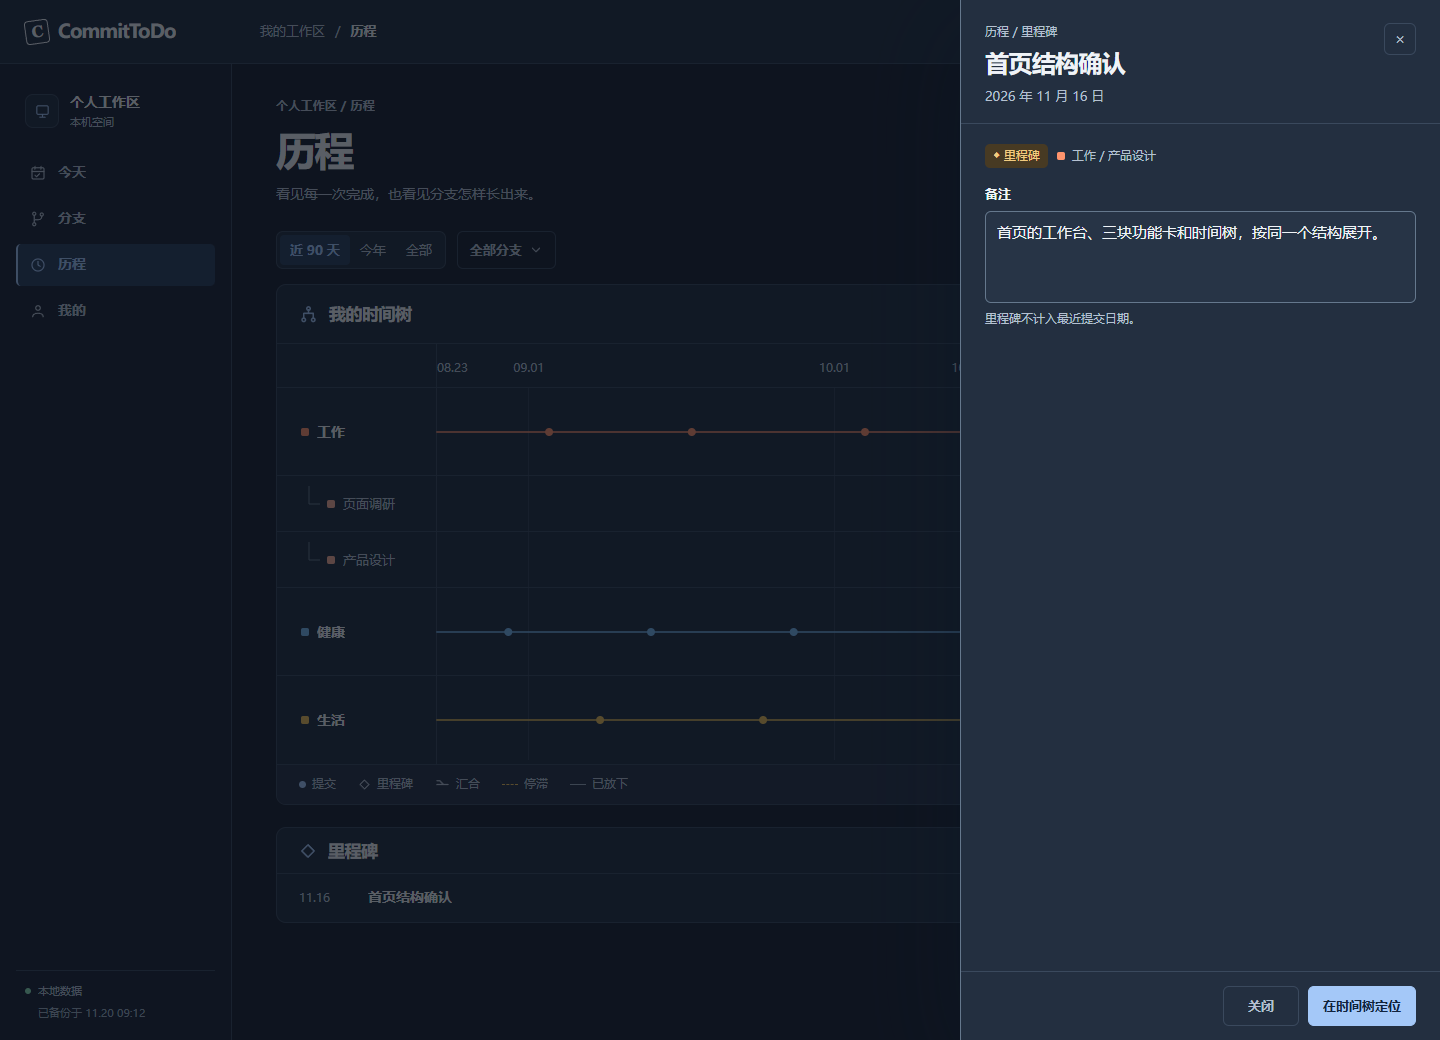 C CommitToDo
我的工作区 / 历程
个人工作区
本机空间
今天
分支
历程
我的
本地数据
已备份于 11.20 09:12
个人工作区 / 历程
历程
看见每一次完成，也看见分支怎样长出来。
近 90 天 今年 全部 全部分支
我的时间树
08.23 09.01 10.01
工作
页面调研
产品设计
健康
生活
提交 里程碑 汇合 停滞 已放下
里程碑
11.16 首页结构确认
历程 / 里程碑
首页结构确认
2026 年 11 月 16 日
里程碑 工作 / 产品设计
备注
首页的工作台、三块功能卡和时间树，按同一个结构展开。
里程碑不计入最近提交日期。
关闭 在时间树定位